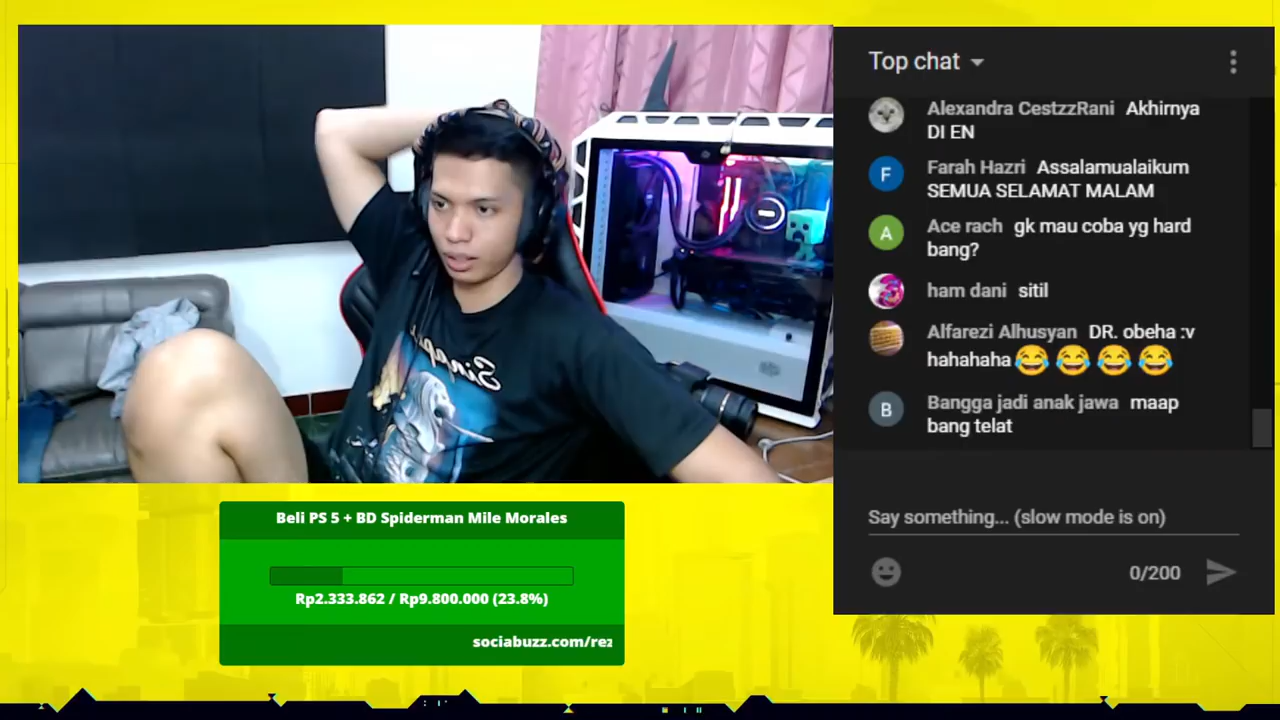 Top chat
Alexandra CestzzRani Akhirnya
DI EN
F
Farah Hazri Assalamualaikum
SEMUA SELAMAT MALAM
A
Ace rach gk mau coba yg hard
bang?
ham dani sitil
Alfarezi Alhusyan DR. obeha :v
hahahaha😂😂😂😂
B
Bangga jadi anak jawa maap
bang telat
Say something... (slow mode is on)
0/200
Beli PS 5 + BD Spiderman Mile Morales
Rp2.333.862 / Rp9.800.000 (23.8%)
sociabuzz.com/rez